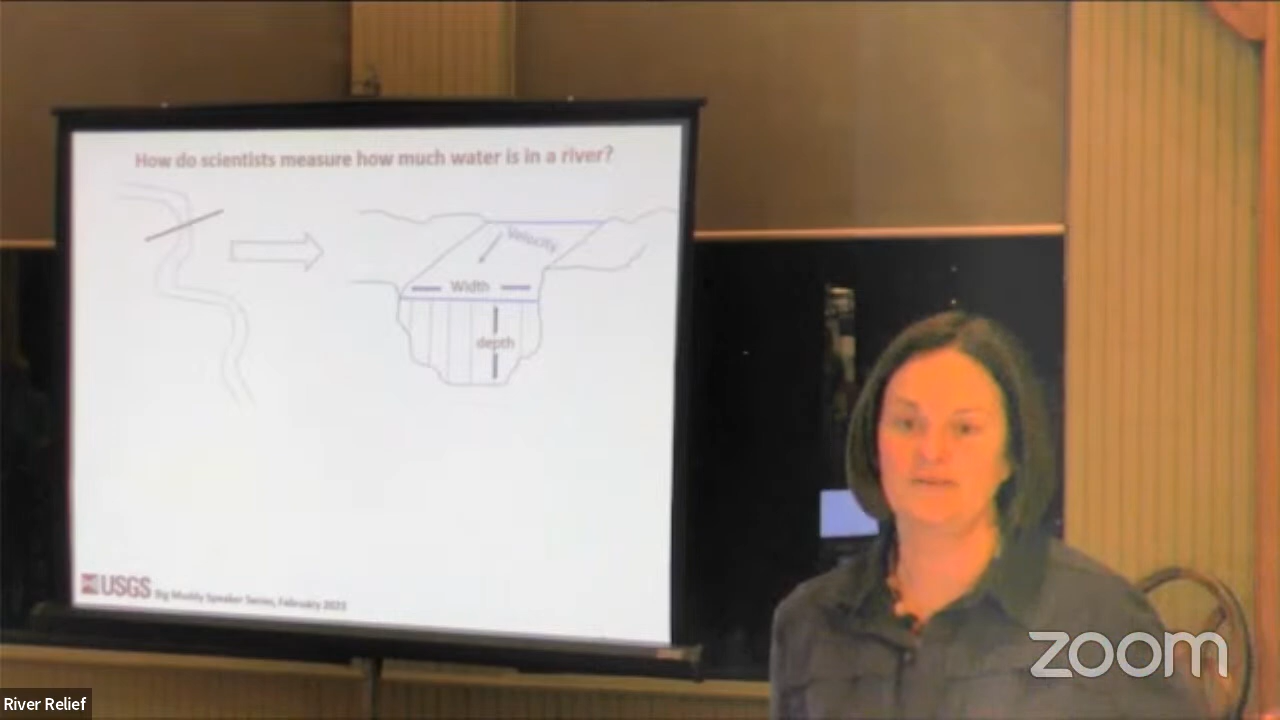 How do scientists measure how much water is in a river?
Velocity
Width
depth
USGS Big Muddy Speaker Series, February 2023
zoom
River Relief